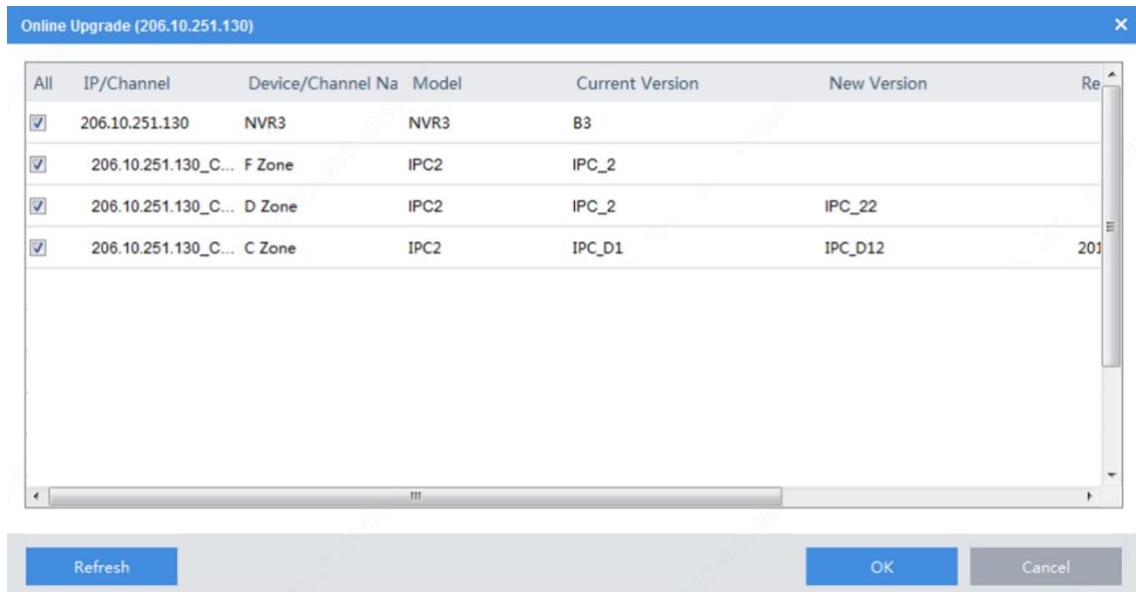 Online Upgrade (206.10.251.130)
All IP/Channel Device/Channel Na Model Current Version New Version Re
206.10.251.130 NVR3 NVR3 B3
206.10.251.130_C... F Zone IPC2 IPC_2
206.10.251.130_C... D Zone IPC2 IPC_2 IPC_22
206.10.251.130_C... C Zone IPC2 IPC_D1 IPC_D12 201
Refresh OK Cancel